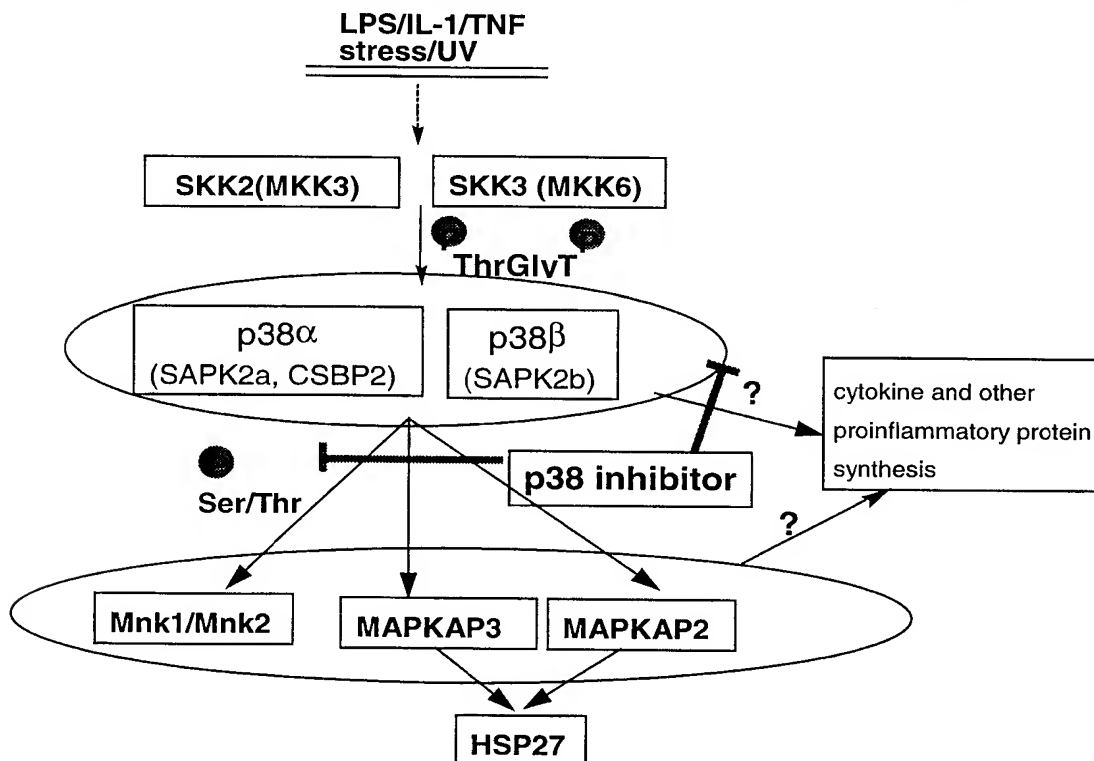 LPS/IL-1/TNF
stress/UV
SKK2(MKK3)
SKK3 (MKK6)
ThrGlvT
p38α
(SAPK2a, CSBP2)
p38β
(SAPK2b)
?
cytokine and other
proinflammatory protein
synthesis
p38 inhibitor
Ser/Thr
?
Mnk1/Mnk2
MAPKAP3
MAPKAP2
HSP27